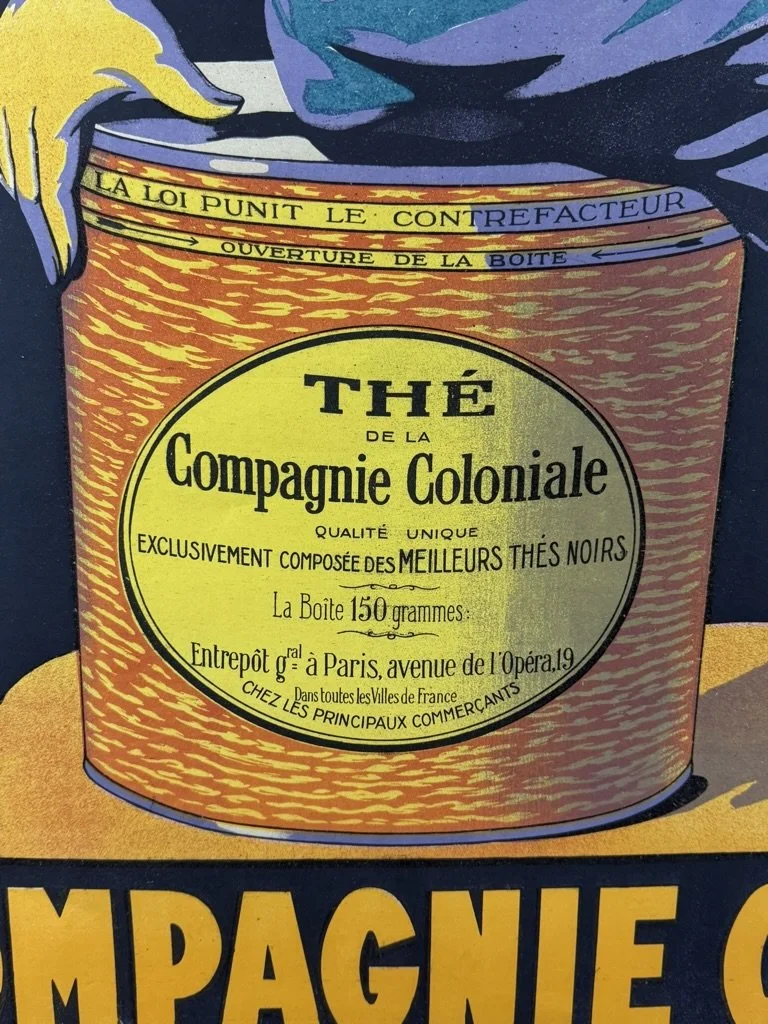 LA LOI PUNIT LE CONTREFACTEUR
OUVERTURE DE LA BOITE
THÉ
DE LA
Compagnie Coloniale
QUALITÉ UNIQUE
EXCLUSIVEMENT COMPOSÉE DES MEILLEURS THÉS NOIRS
La Boîte 150 grammes:
Entrepôt gral à Paris, avenue de l'Opéra,19
Dans toutes les Villes de France
CHEZ LES PRINCIPAUX COMMERÇANTS
OMPAGNIE C